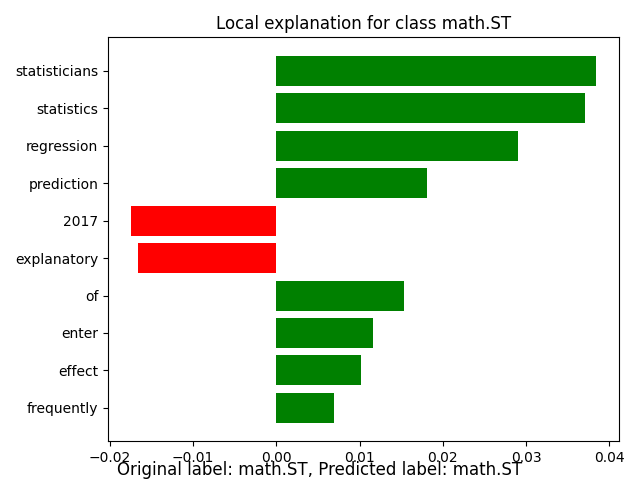 Local explanation for class math.ST
statisticians
statistics
regression
prediction
2017
explanatory
of
enter
effect
frequently
−0.02 −0.01 0.00 0.01 0.02 0.03 0.04
Original label: math.ST, Predicted label: math.ST